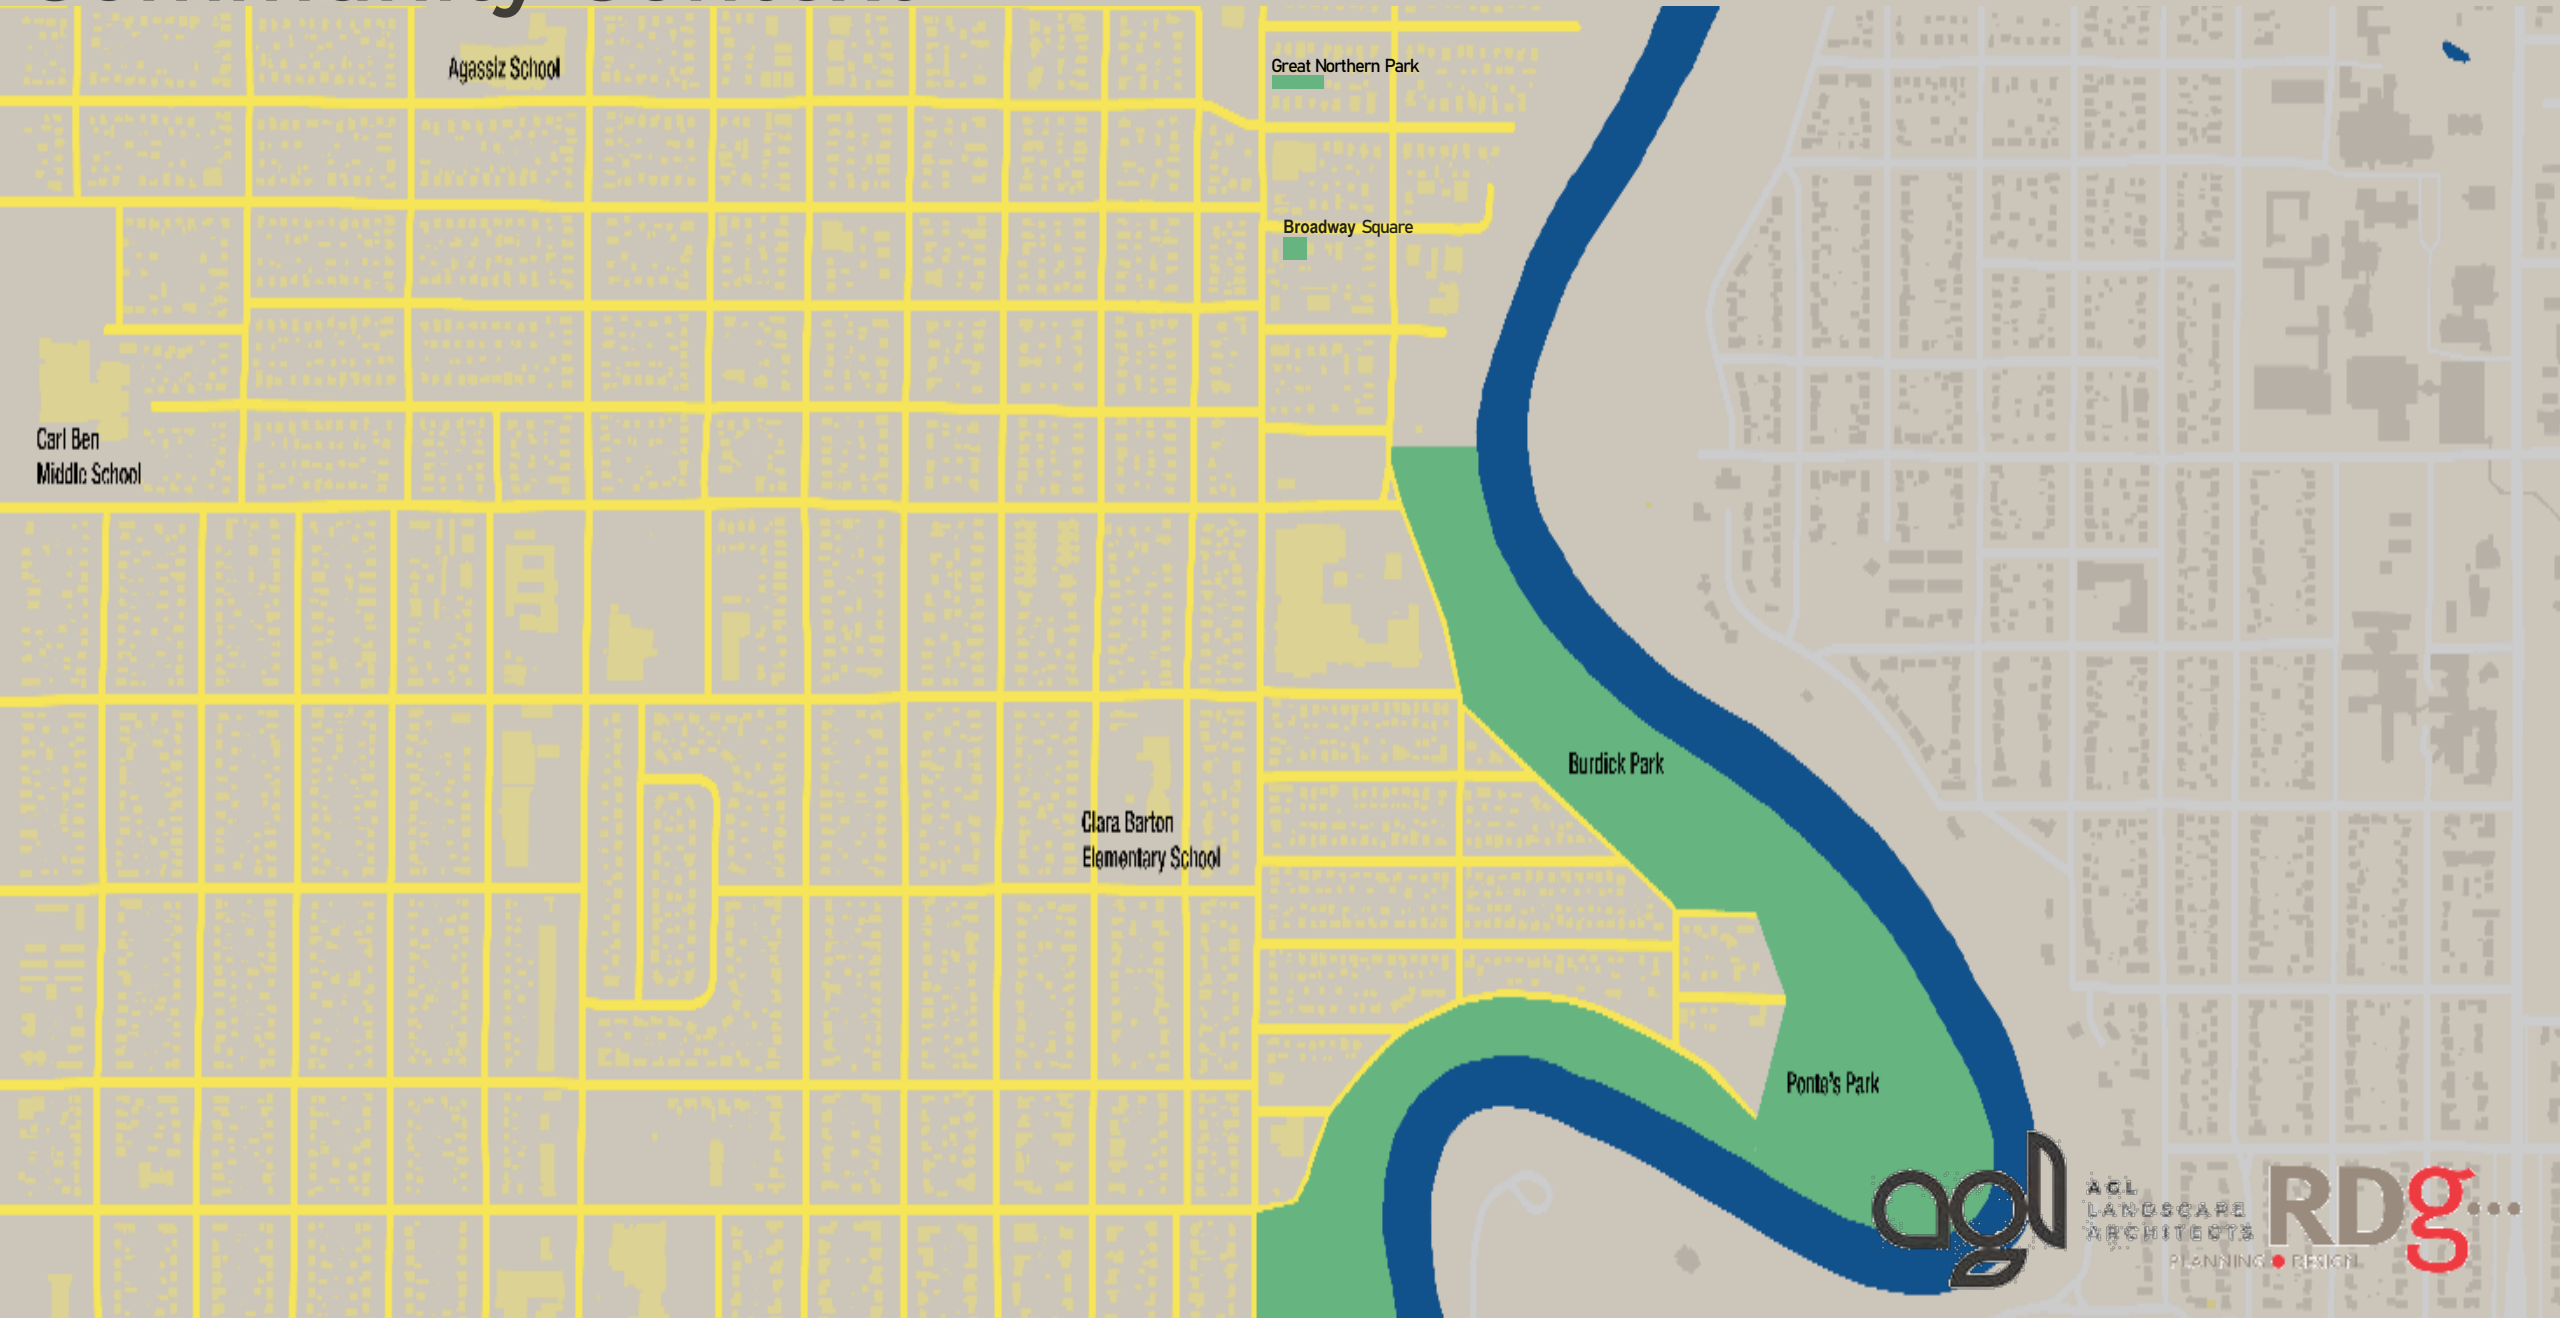 Agassiz School
Great Northern Park
Broadway Square
Carl Ben
Middle School
Burdick Park
Clara Barton
Elementary School
Ponte's Park
agl
AGL
LANDSCAPE
ARCHITECTS
RDg...
PLANNING • DESIGN